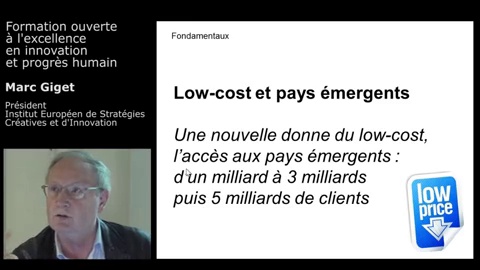 Formation ouverte
à l'excellence
en innovation
et progrès humain
Marc Giget
Président
Institut Européen de Stratégies
Créatives et d'Innovation
Fondamentaux
Low-cost et pays émergents
Une nouvelle donne du low-cost,
l'accès aux pays émergents :
d'un milliard à 3 milliards
puis 5 milliards de clients
low
price